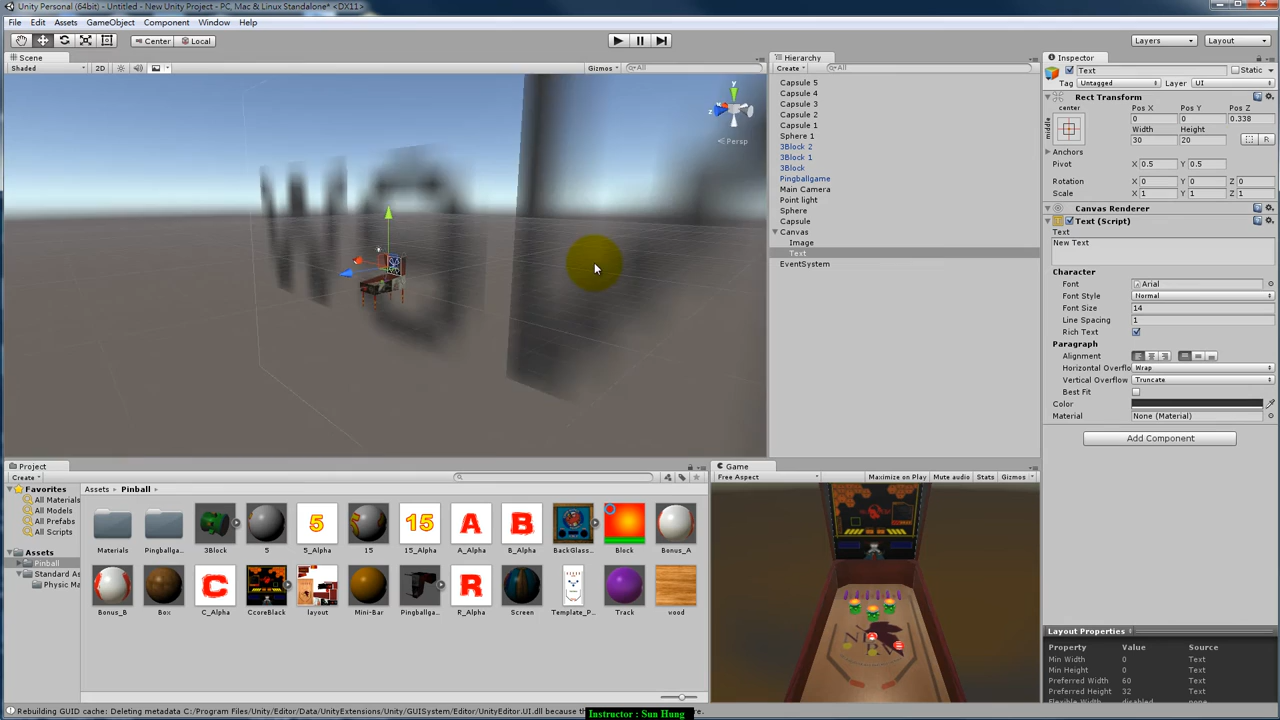 Unity Personal (64bit) - Untitled - New Unity Project - PC, Mac & Linux Standalone* <DX11>
File Edit Assets GameObject Component Window Help
Center Local Layers Layout
Scene
Shaded 2D Gizmos All
y
z
Persp
Hierarchy
Create All
Capsule 5
Capsule 4
Capsule 3
Capsule 2
Capsule 1
Sphere 1
3Block 2
3Block 1
3Block
Pingballgame
Main Camera
Point light
Sphere
Capsule
Canvas
Image
Text
EventSystem
Inspector
Text Static
Tag Untagged Layer UI
Rect Transform
center Pos X Pos Y Pos Z
middle 0 0 0.338
Width Height
30 20 R
Anchors
Pivot X 0.5 Y 0.5
Rotation X 0 Y 0 Z 0
Scale X 1 Y 1 Z 1
Canvas Renderer
Text (Script)
Text
New Text
Character
Font Arial
Font Style Normal
Font Size 14
Line Spacing 1
Rich Text
Paragraph
Alignment
Horizontal Overflo Wrap
Vertical Overflow Truncate
Best Fit
Color
Material None (Material)
Add Component
Layout Properties
Property Value Source
Min Width 0 Text
Min Height 0 Text
Preferred Width 60 Text
Preferred Height 32 Text
Flexible Width disabled
Project
Create
Favorites
All Materials
All Models
All Prefabs
All Scripts
Assets
Pinball
Standard As
Physic Ma
Assets Pinball
5 15 A B
Materials Pingballga... 3Block 5 5_Alpha 15 15_Alpha A_Alpha B_Alpha BackGlass... Block Bonus_A
C R
Bonus_B Box C_Alpha CcoreBlack layout Mini-Bar Pingballga... R_Alpha Screen Template_P... Track wood
Game
Free Aspect Maximize on Play Mute audio Stats Gizmos
Rebuilding GUID cache: Deleting metadata C:/Program Files/Unity/Editor/Data/UnityExtensions/Unity/GUISystem/Editor/UnityEditor.UI.dll because th
Instructor : Sun Hung
re.